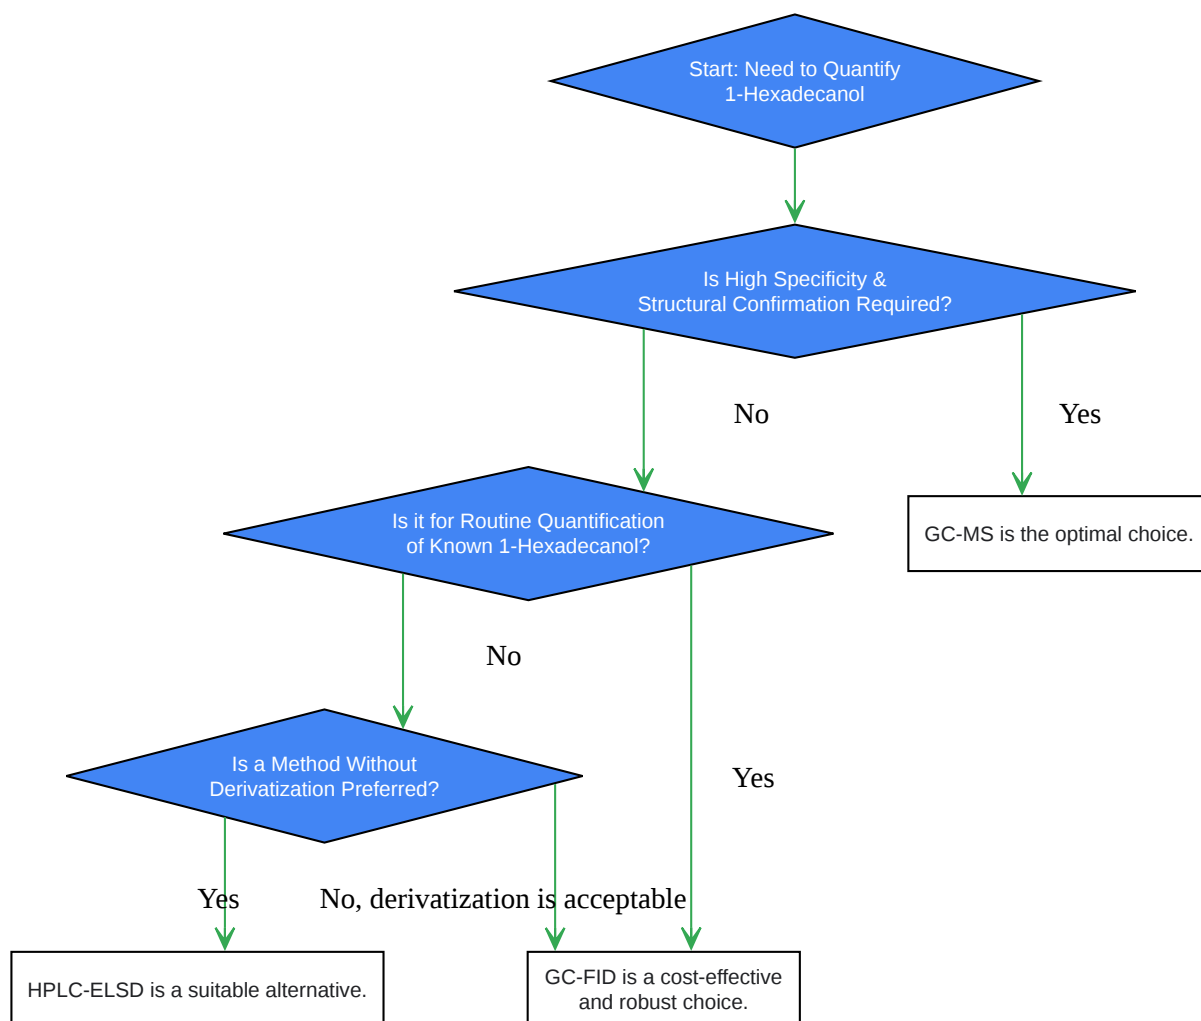 Start: Need to Quantify
1-Hexadecanol
Is High Specificity &
Structural Confirmation Required?
No
Yes
Is it for Routine Quantification
of Known 1-Hexadecanol?
GC-MS is the optimal choice.
No
Is a Method Without
Derivatization Preferred?
Yes
Yes
No, derivatization is acceptable
HPLC-ELSD is a suitable alternative.
GC-FID is a cost-effective
and robust choice.